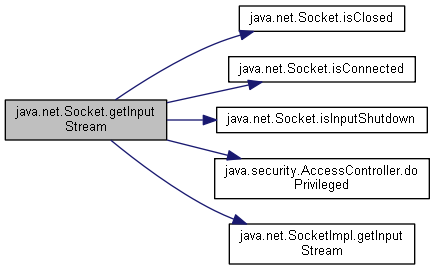 java.net.Socket.isClosed
java.net.Socket.isConnected
java.net.Socket.getInput
Stream
java.net.Socket.isInputShutdown
java.security.AccessController.do
Privileged
java.net.SocketImpl.getInput
Stream